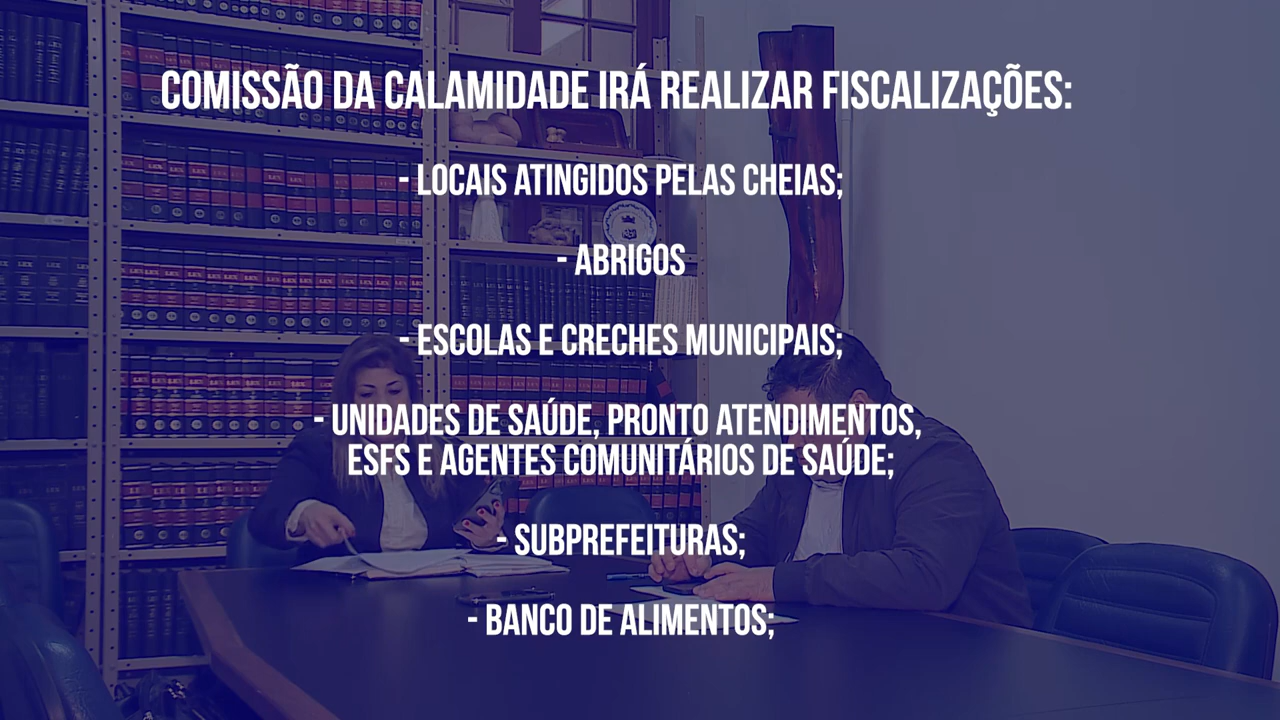 COMISSÃO DA CALAMIDADE IRÁ REALIZAR FISCALIZAÇÕES:
- LOCAIS ATINGIDOS PELAS CHEIAS;
- ABRIGOS
- ESCOLAS E CRECHES MUNICIPAIS;
- UNIDADES DE SAÚDE, PRONTO ATENDIMENTOS,
ESFS E AGENTES COMUNITÁRIOS DE SAÚDE;
- SUBPREFEITURAS;
- BANCO DE ALIMENTOS;